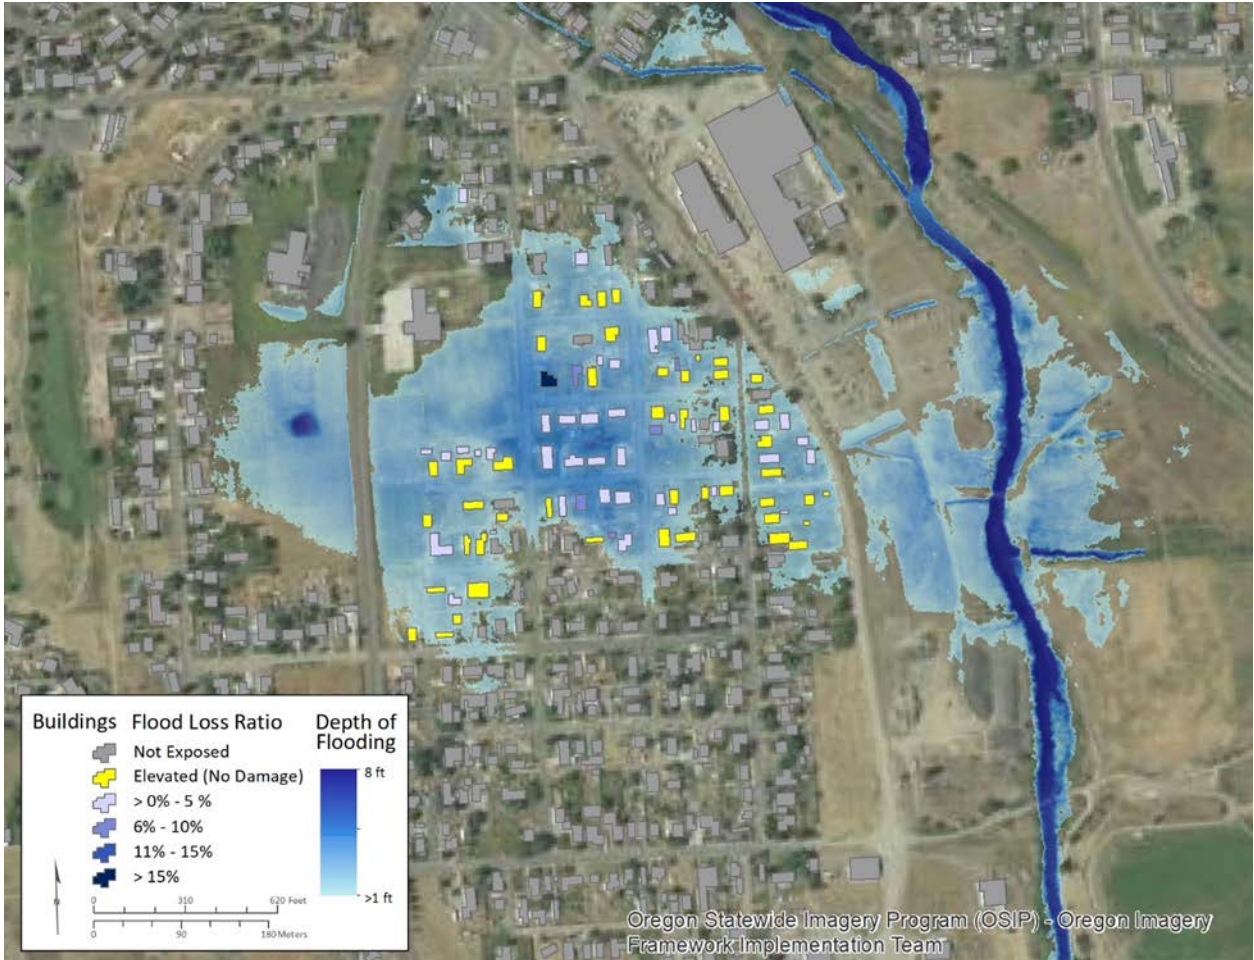 Buildings Flood Loss Ratio
Not Exposed
Elevated (No Damage)
> 0% - 5 %
6% - 10%
11% - 15%
> 15%
Depth of
Flooding
8 ft
>1 ft
N
0 310 620 Feet
0 90 180 Meters
Oregon Statewide Imagery Program (OSIP) - Oregon Imagery
Framework Implementation Team